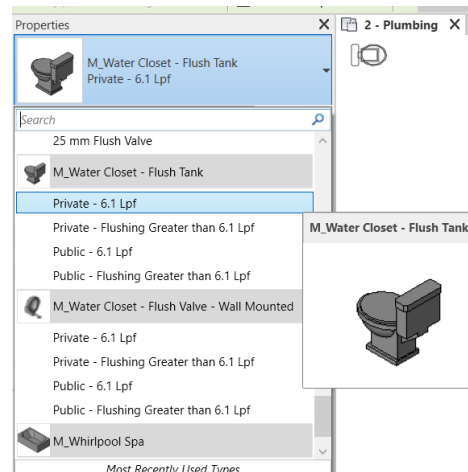 Properties
2 - Plumbing
M_Water Closet - Flush Tank
Private - 6.1 Lpf
Search
25 mm Flush Valve
M_Water Closet - Flush Tank
Private - 6.1 Lpf
Private - Flushing Greater than 6.1 Lpf
Public - 6.1 Lpf
Public - Flushing Greater than 6.1 Lpf
M_Water Closet - Flush Tank
M_Water Closet - Flush Valve - Wall Mounted
Private - 6.1 Lpf
Private - Flushing Greater than 6.1 Lpf
Public - 6.1 Lpf
Public - Flushing Greater than 6.1 Lpf
M_Whirlpool Spa
Most Recently Used Types